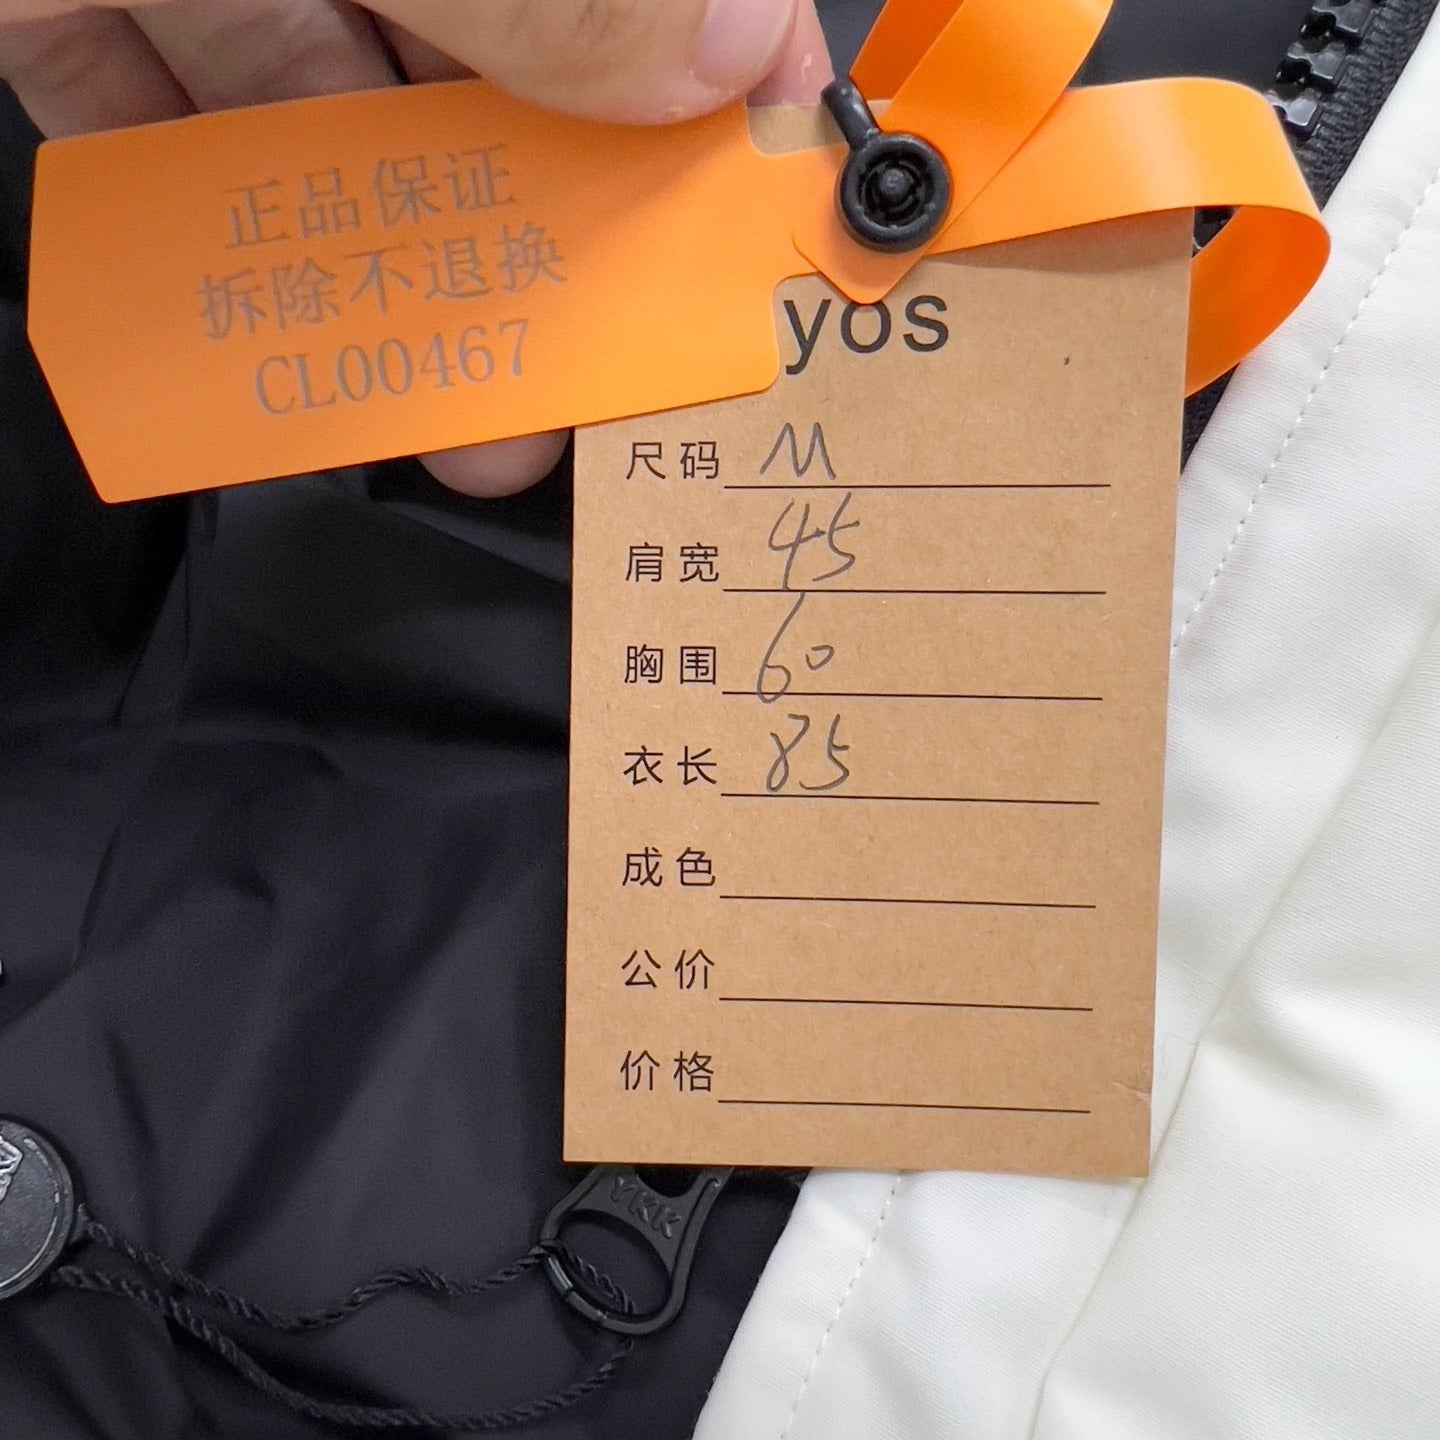 正品保证
拆除不退换
CL00467
yos
尺码 M
肩宽 45
胸围 60
衣长 85
成色
公价
价格
YKK